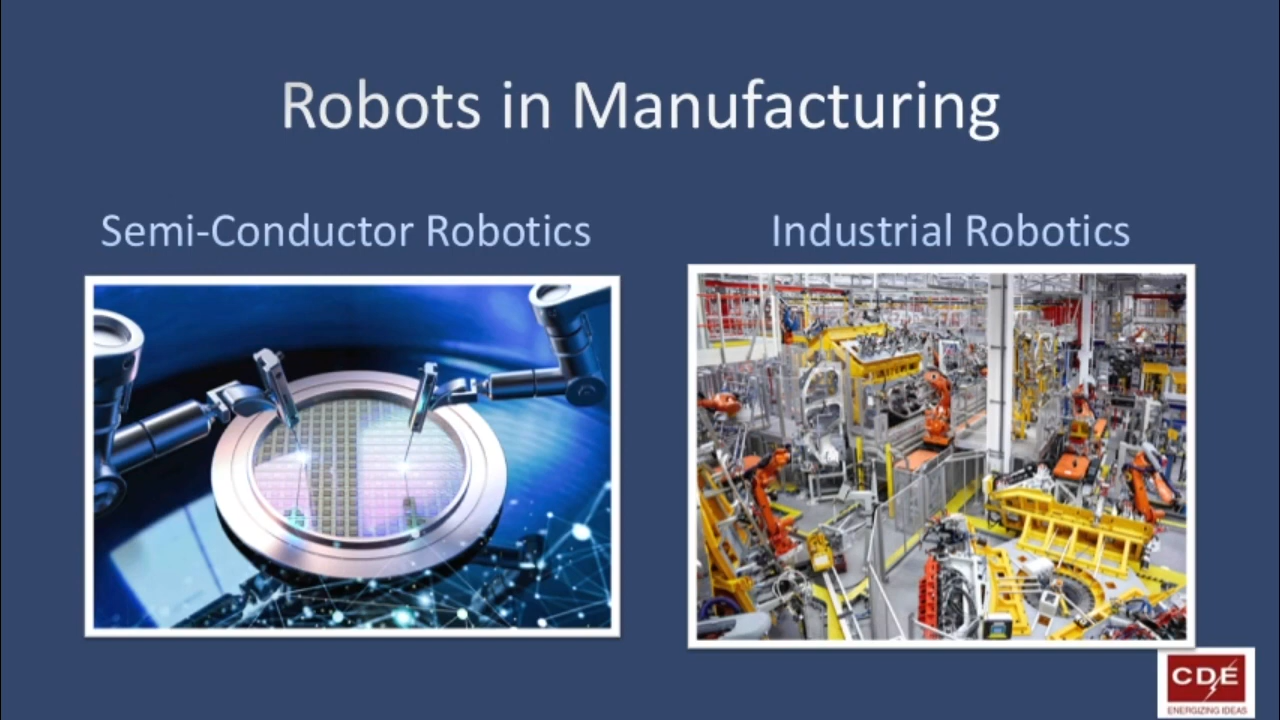 Robots in Manufacturing
Semi-Conductor Robotics
Industrial Robotics
CDE
ENERGIZING IDEAS